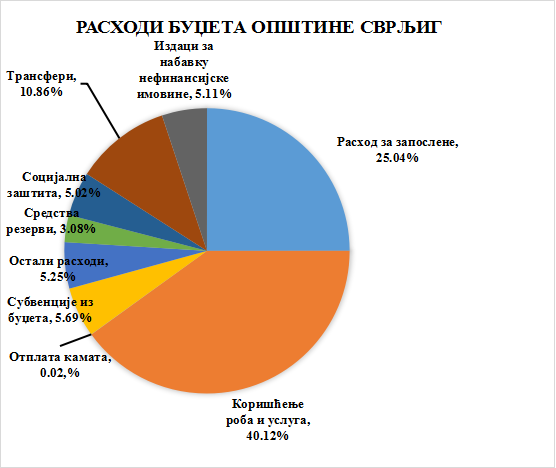 РАСХОДИ БУЏЕТА ОПШТИНЕ СВРЉИГ
Издаци за
набавку
нефинансијске
имовине, 5.11%
Трансфери,
10.86%
Расход за запослене,
25.04%
Социјална
заштита, 5.02%
Средства
резерви, 3.08%
Остали расходи,
5.25%
Субвенције из
буџета, 5.69%
Отплата камата,
0.02,%
Коришћење
роба и услуга,
40.12%